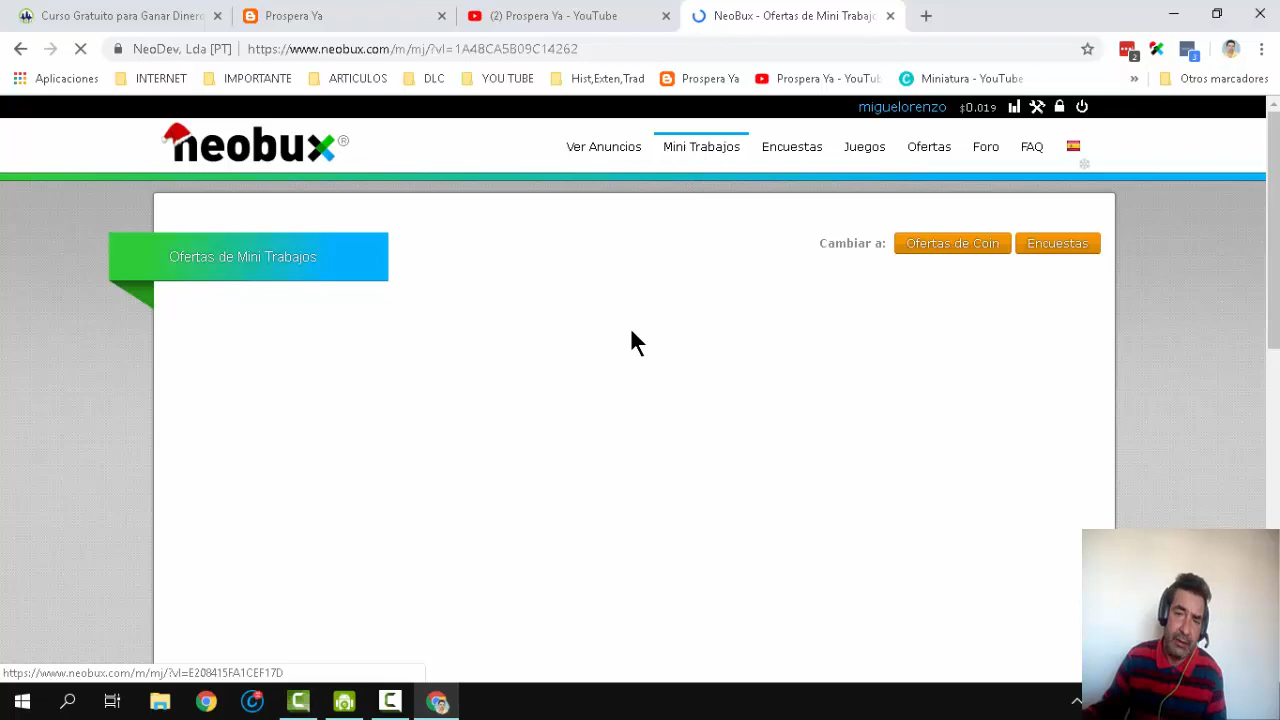 Curso Gratuito para Ganar Dinero
Prospera Ya
(2) Prospera Ya - YouTube
NeoBux - Ofertas de Mini Trabajo
NeoDev, Lda [PT]
https://www.neobux.com/m/mj/?vl=1A48CA5B09C14262
2
3
Aplicaciones
INTERNET
IMPORTANTE
ARTICULOS
DLC
YOU TUBE
Hist,Exten,Trad
Prospera Ya
Prospera Ya - YouTub
Miniatura - YouTube
»
Otros marcadores
miguelorenzo
$0.019
neobux®
Ver Anuncios
Mini Trabajos
Encuestas
Juegos
Ofertas
Foro
FAQ
Ofertas de Mini Trabajos
Cambiar a:
Ofertas de Coin
Encuestas
https://www.neobux.com/m/mj/?vl=E208415FA1CEF17D